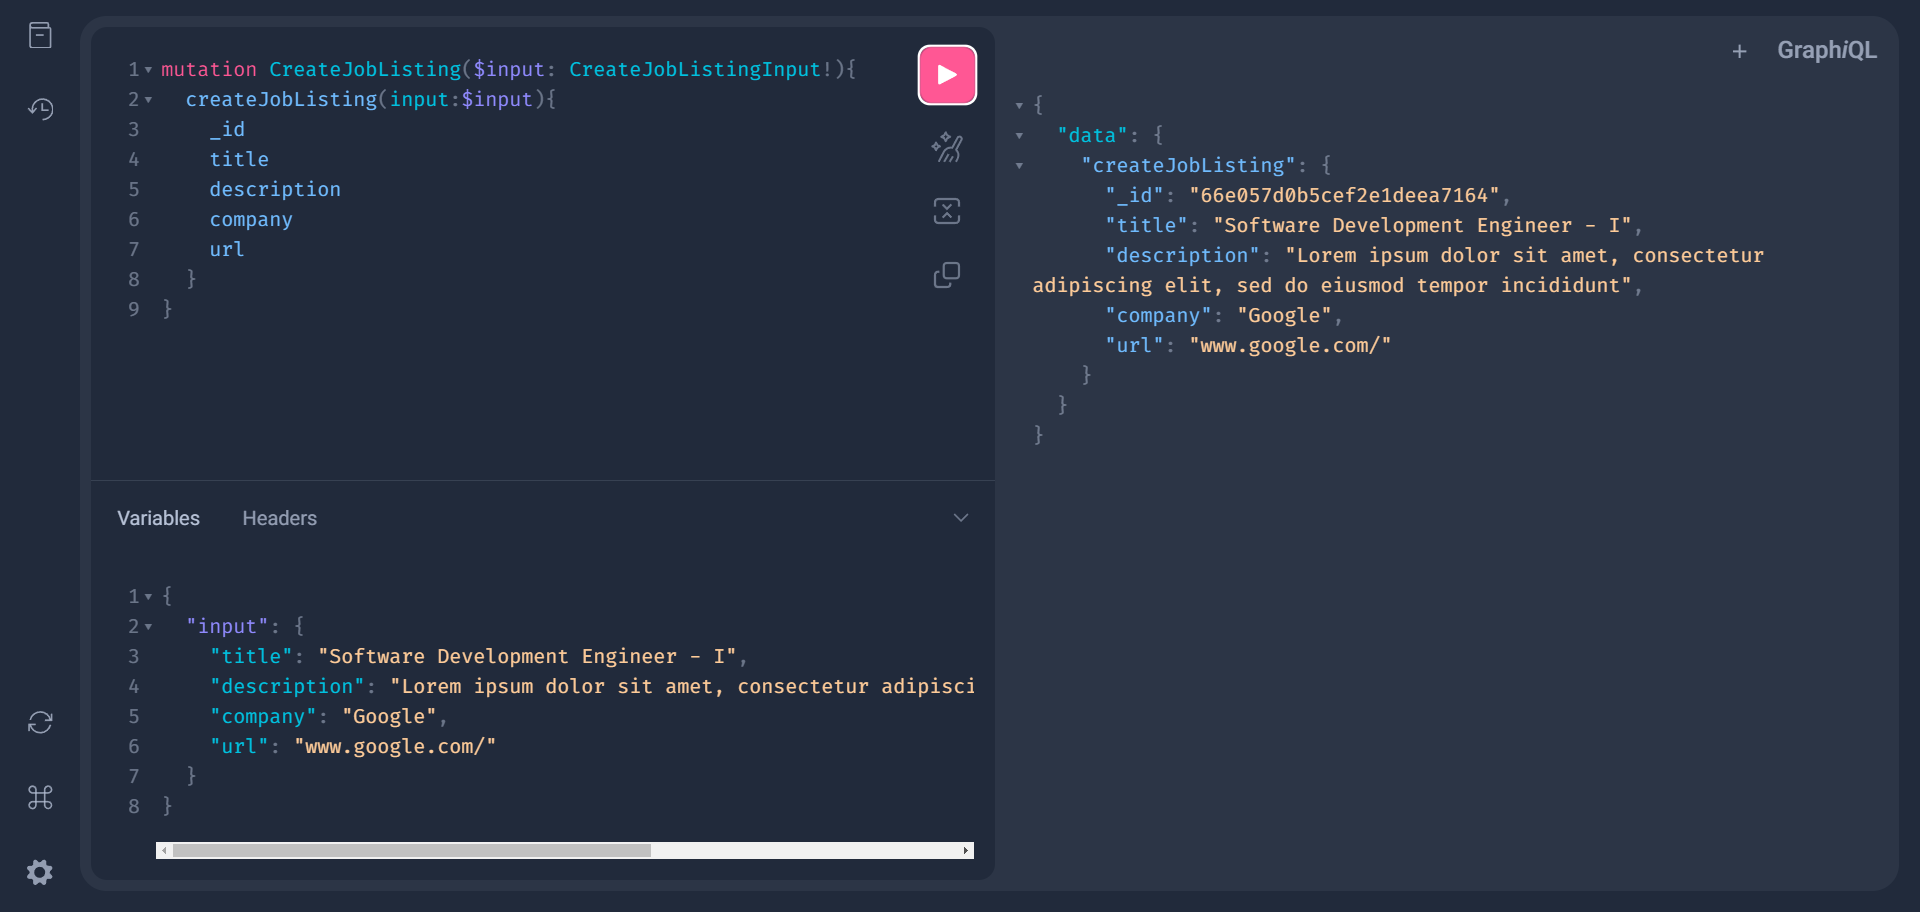 1 mutation CreateJobListing($input: CreateJobListingInput!){
2 createJobListing(input:$input){
3 _id
4 title
5 description
6 company
7 url
8 }
9 }
Variables Headers
1 {
2 "input": {
3 "title": "Software Development Engineer - I",
4 "description": "Lorem ipsum dolor sit amet, consectetur adipisci
5 "company": "Google",
6 "url": "www.google.com/"
7 }
8 }
+ GraphiQL
{
"data": {
"createJobListing": {
"_id": "66e057d0b5cef2e1deea7164",
"title": "Software Development Engineer - I",
"description": "Lorem ipsum dolor sit amet, consectetur
adipiscing elit, sed do eiusmod tempor incididunt",
"company": "Google",
"url": "www.google.com/"
}
}
}